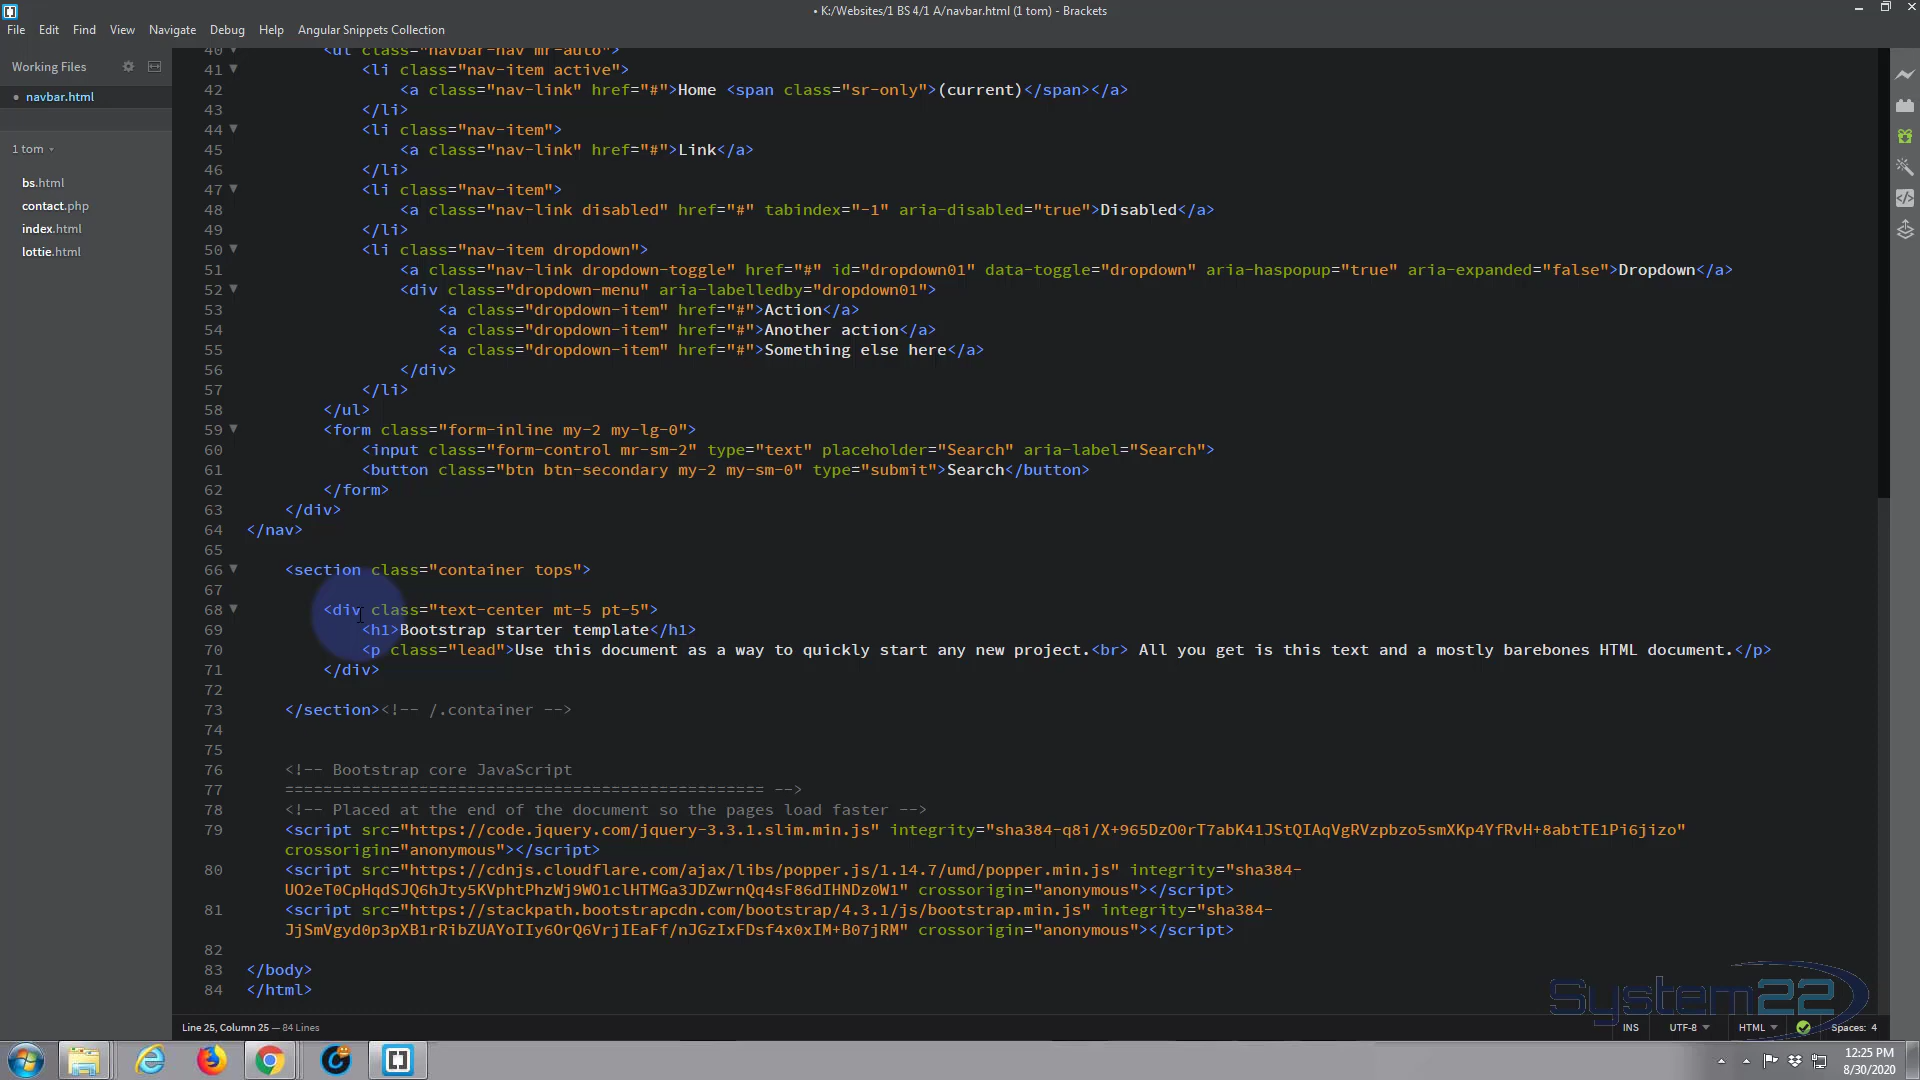 • K:/Websites/1 BS 4/1 A/navbar.html (1 tom) - Brackets
File Edit Find View Navigate Debug Help Angular Snippets Collection
Working Files
• navbar.html
1 tom
bs.html
contact.php
index.html
lottie.html
40 <ul class="navbar-nav mr-auto">
41 <li class="nav-item active">
42 <a class="nav-link" href="#">Home <span class="sr-only">(current)</span></a>
43 </li>
44 <li class="nav-item">
45 <a class="nav-link" href="#">Link</a>
46 </li>
47 <li class="nav-item">
48 <a class="nav-link disabled" href="#" tabindex="-1" aria-disabled="true">Disabled</a>
49 </li>
50 <li class="nav-item dropdown">
51 <a class="nav-link dropdown-toggle" href="#" id="dropdown01" data-toggle="dropdown" aria-haspopup="true" aria-expanded="false">Dropdown</a>
52 <div class="dropdown-menu" aria-labelledby="dropdown01">
53 <a class="dropdown-item" href="#">Action</a>
54 <a class="dropdown-item" href="#">Another action</a>
55 <a class="dropdown-item" href="#">Something else here</a>
56 </div>
57 </li>
58 </ul>
59 <form class="form-inline my-2 my-lg-0">
60 <input class="form-control mr-sm-2" type="text" placeholder="Search" aria-label="Search">
61 <button class="btn btn-secondary my-2 my-sm-0" type="submit">Search</button>
62 </form>
63 </div>
64 </nav>
65
66 <section class="container tops">
67
68 <div class="text-center mt-5 pt-5">
69 <h1>Bootstrap starter template</h1>
70 <p class="lead">Use this document as a way to quickly start any new project.<br> All you get is this text and a mostly barebones HTML document.</p>
71 </div>
72
73 </section><!-- /.container -->
74
75
76 <!-- Bootstrap core JavaScript
77 ================================================== -->
78 <!-- Placed at the end of the document so the pages load faster -->
79 <script src="https://code.jquery.com/jquery-3.3.1.slim.min.js" integrity="sha384-q8i/X+965DzO0rT7abK41JStQIAqVgRVzpbzo5smXKp4YfRvH+8abtTE1Pi6jizo"
crossorigin="anonymous"></script>
80 <script src="https://cdnjs.cloudflare.com/ajax/libs/popper.js/1.14.7/umd/popper.min.js" integrity="sha384-
UO2eT0CpHqdSJQ6hJty5KVphtPhzWj9WO1clHTMGa3JDZwrnQq4sF86dIHNDz0W1" crossorigin="anonymous"></script>
81 <script src="https://stackpath.bootstrapcdn.com/bootstrap/4.3.1/js/bootstrap.min.js" integrity="sha384-
JjSmVgyd0p3pXB1rRibZUAYoIIy6OrQ6VrjIEaFf/nJGzIxFDsf4x0xIM+B07jRM" crossorigin="anonymous"></script>
82
83 </body>
84 </html>
System22
Line 25, Column 25 — 84 Lines
INS UTF-8 HTML Spaces: 4
12:25 PM
8/30/2020